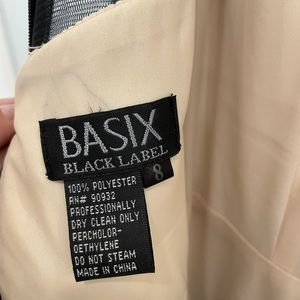 BASIX
BLACK LABEL
8
100% POLYESTER
RN# 90932
PROFESSIONALLY
DRY CLEAN ONLY
PERCHOLOR-
OETHYLENE
DO NOT STEAM
MADE IN CHINA